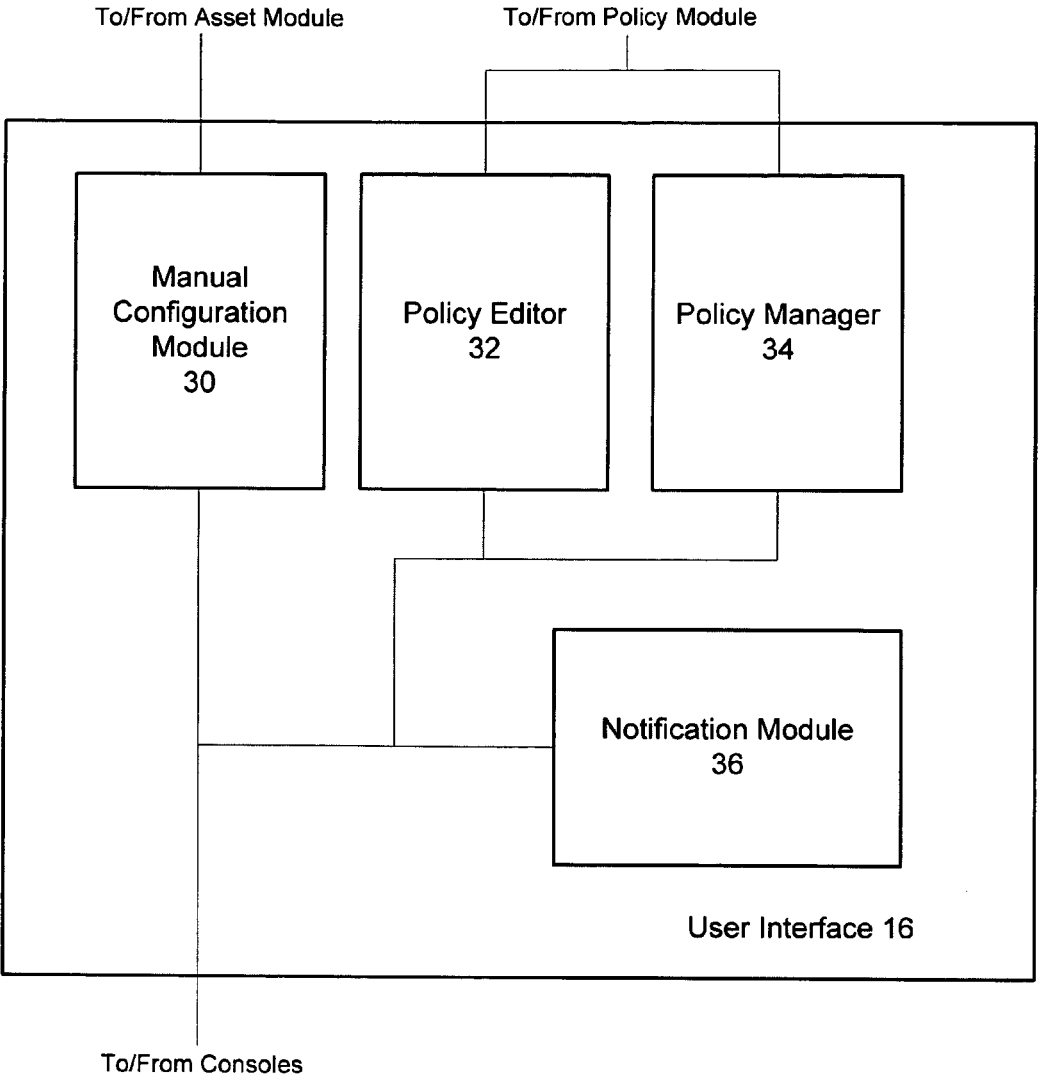 To/From Asset Module
To/From Policy Module
Manual
Configuration
Module
30
Policy Editor
32
Policy Manager
34
Notification Module
36
User Interface 16
To/From Consoles